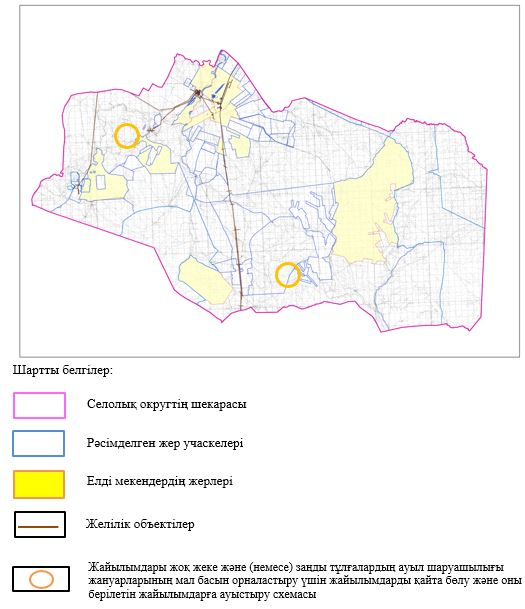 Шартты белгілер:
Селолық округтің шекарасы
Рәсімделген жер учаскелері
Елді мекендердің жерлері
Желілік объектілер
Жайылымдары жоқ жеке және (немесе) заңды тұлғалардың ауыл шаруашылығы
жануарларының мал басын орналастыру үшін жайылымдарды қайта бөлу және оны
берілетін жайылымдарға ауыстыру схемасы